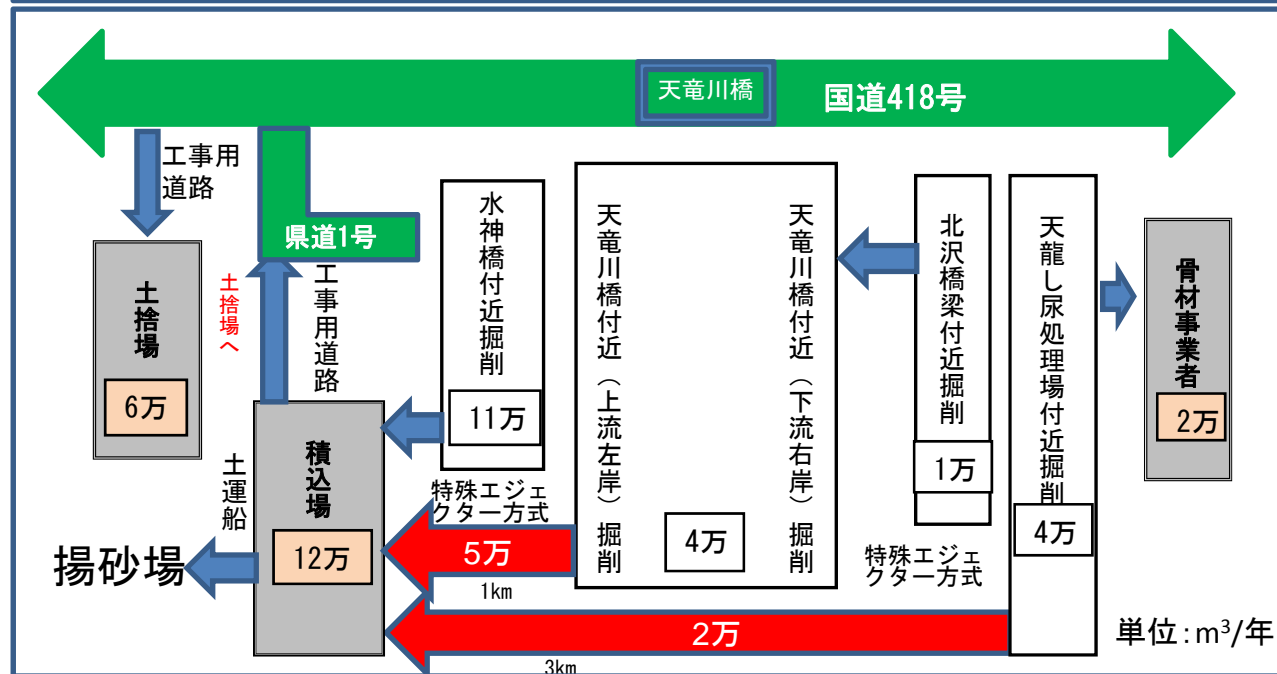 天竜川橋
国道418号
工事用
道路
県道1号
土捨場
6万
土捨場へ
工事用道路
水神橋付近掘削
11万
積込場
12万
土運船
揚砂場
特殊エジェ
クター方式
5万
1km
天竜川橋付近（上流左岸）掘削
天竜川橋付近（下流右岸）掘削
4万
北沢橋梁付近掘削
1万
特殊エジェ
クター方式
天龍し尿処理場付近掘削
4万
骨材事業者
2万
2万
3km
単位：m³/年